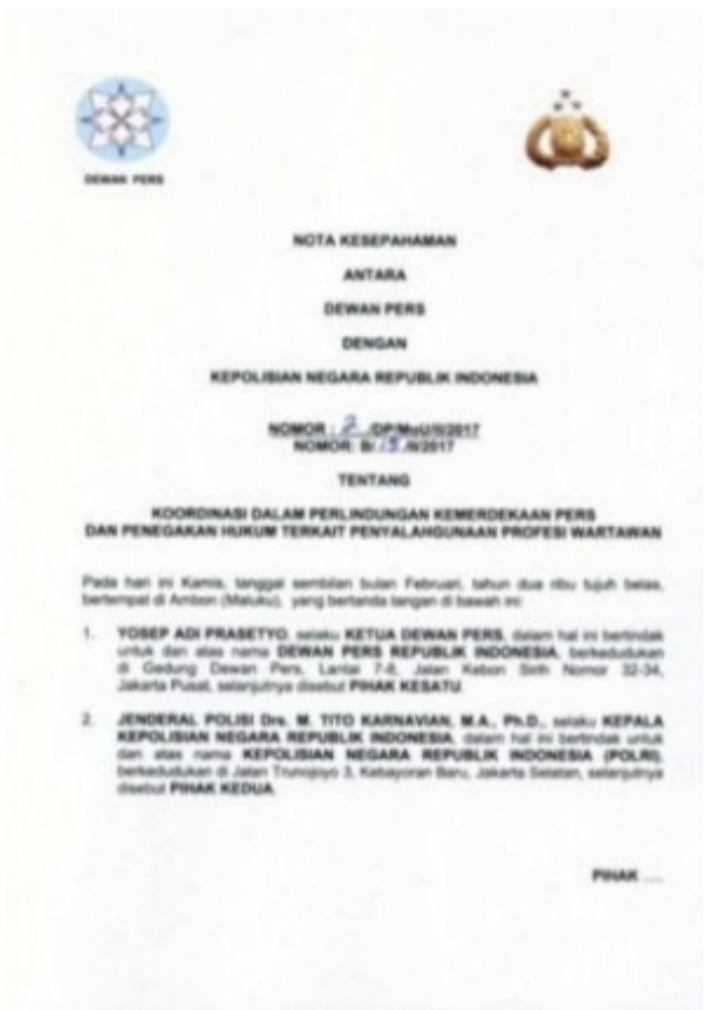 DEWAN PERS
NOTA KESEPAHAMAN
ANTARA
DEWAN PERS
DENGAN
KEPOLISIAN NEGARA REPUBLIK INDONESIA
NOMOR : 2 /DP/MoU/II/2017
NOMOR: B/ 15 /II/2017
TENTANG
KOORDINASI DALAM PERLINDUNGAN KEMERDEKAAN PERS
DAN PENEGAKAN HUKUM TERKAIT PENYALAHGUNAAN PROFESI WARTAWAN
Pada hari ini Kamis, tanggal sembilan bulan Februari, tahun dua ribu tujuh belas,
bertempat di Ambon (Maluku), yang bertanda tangan di bawah ini:
1. YOSEP ADI PRASETYO, selaku KETUA DEWAN PERS, dalam hal ini bertindak
untuk dan atas nama DEWAN PERS REPUBLIK INDONESIA, berkedudukan
di Gedung Dewan Pers, Lantai 7-8, Jalan Kebon Sirih Nomor 32-34,
Jakarta Pusat, selanjutnya disebut PIHAK KESATU.
2. JENDERAL POLISI Drs. M. TITO KARNAVIAN, M.A., Ph.D., selaku KEPALA
KEPOLISIAN NEGARA REPUBLIK INDONESIA, dalam hal ini bertindak untuk
dan atas nama KEPOLISIAN NEGARA REPUBLIK INDONESIA (POLRI),
berkedudukan di Jalan Trunojoyo 3, Kebayoran Baru, Jakarta Selatan, selanjutnya
disebut PIHAK KEDUA.
PIHAK ....